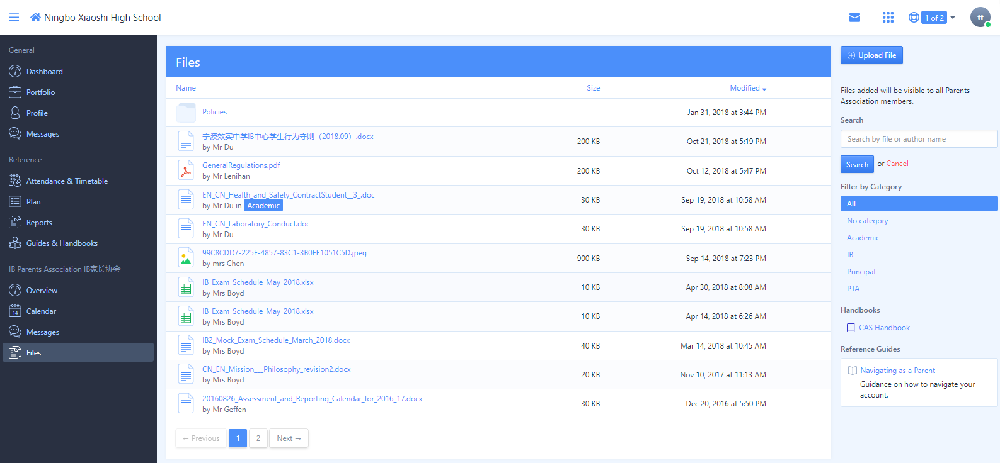 Ningbo Xiaoshi High School
1 of 2
tt
General
Dashboard
Portfolio
Profile
Messages
Reference
Attendance & Timetable
Plan
Reports
Guides & Handbooks
IB Parents Association IB家长协会
Overview
14
Calendar
Messages
Files
Files
Name Size Modified
Policies -- Jan 31, 2018 at 3:44 PM
宁波效实中学IB中心学生行为守则（2018.09）.docx
by Mr Du
200 KB Oct 21, 2018 at 5:19 PM
GeneralRegulations.pdf
by Mr Lenihan
200 KB Oct 12, 2018 at 5:47 PM
EN_CN_Health_and_Safety_ContractStudent__3_.doc
by Mr Du in Academic
30 KB Sep 19, 2018 at 10:58 AM
EN_CN_Laboratory_Conduct.doc
by Mr Du
30 KB Sep 19, 2018 at 10:58 AM
99C8CDD7-225F-4857-83C1-3B0EE1051C5D.jpeg
by mrs Chen
900 KB Sep 14, 2018 at 7:23 PM
IB_Exam_Schedule_May_2018.xlsx
by Mrs Boyd
10 KB Apr 30, 2018 at 8:08 AM
IB_Exam_Schedule_May_2018.xlsx
by Mrs Boyd
10 KB Apr 14, 2018 at 6:26 AM
IB2_Mock_Exam_Schedule_March_2018.docx
by Mrs Boyd
40 KB Mar 14, 2018 at 10:45 AM
CN_EN_Mission___Philosophy_revision2.docx
by Mrs Boyd
20 KB Nov 10, 2017 at 11:13 AM
20160826_Assessment_and_Reporting_Calendar_for_2016_17.docx
by Mr Geffen
30 KB Dec 20, 2016 at 5:50 PM
← Previous 1 2 Next →
Upload File
Files added will be visible to all Parents
Association members.
Search
Search by file or author name
Search or Cancel
Filter by Category
All
No category
Academic
IB
Principal
PTA
Handbooks
CAS Handbook
Reference Guides
Navigating as a Parent
Guidance on how to navigate your
account.